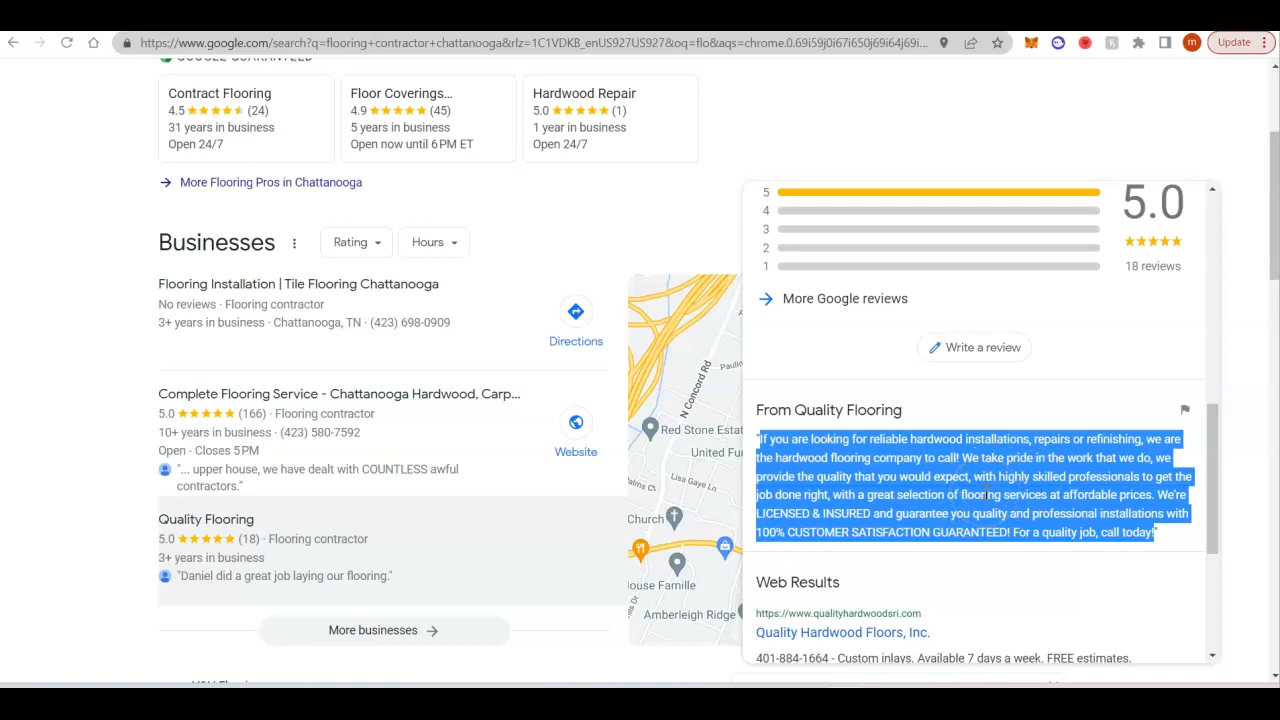 https://www.google.com/search?q=flooring+contractor+chattanooga&rlz=1C1VDKB_enUS927US927&oq=flo&aqs=chrome.0.69i59j0i67i650j69i64j69i...
m
Update
GOOGLE GUARANTEED
Contract Flooring
4.5 (24)
31 years in business
Open 24/7
Floor Coverings...
4.9 (45)
5 years in business
Open now until 6 PM ET
Hardwood Repair
5.0 (1)
1 year in business
Open 24/7
More Flooring Pros in Chattanooga
Businesses
Rating
Hours
Flooring Installation | Tile Flooring Chattanooga
No reviews · Flooring contractor
3+ years in business · Chattanooga, TN · (423) 698-0909
Directions
Complete Flooring Service - Chattanooga Hardwood, Carp...
5.0 (166) · Flooring contractor
10+ years in business · (423) 580-7592
Open · Closes 5 PM
"... upper house, we have dealt with COUNTLESS awful
contractors."
Website
Quality Flooring
5.0 (18) · Flooring contractor
3+ years in business
"Daniel did a great job laying our flooring."
More businesses
N Concord Rd
Red Stone Estat
United Fu
Lisa Gaye Ln
Church
Amberleigh Ridge
5
4
3
2
1
5.0
18 reviews
More Google reviews
Write a review
From Quality Flooring
"If you are looking for reliable hardwood installations, repairs or refinishing, we are
the hardwood flooring company to call! We take pride in the work that we do, we
provide the quality that you would expect, with highly skilled professionals to get the
job done right, with a great selection of flooring services at affordable prices. We're
LICENSED & INSURED and guarantee you quality and professional installations with
100% CUSTOMER SATISFACTION GUARANTEED! For a quality job, call today!"
Web Results
https://www.qualityhardwoodsri.com
Quality Hardwood Floors, Inc.
401-884-1664 - Custom inlays. Available 7 days a week. FREE estimates.